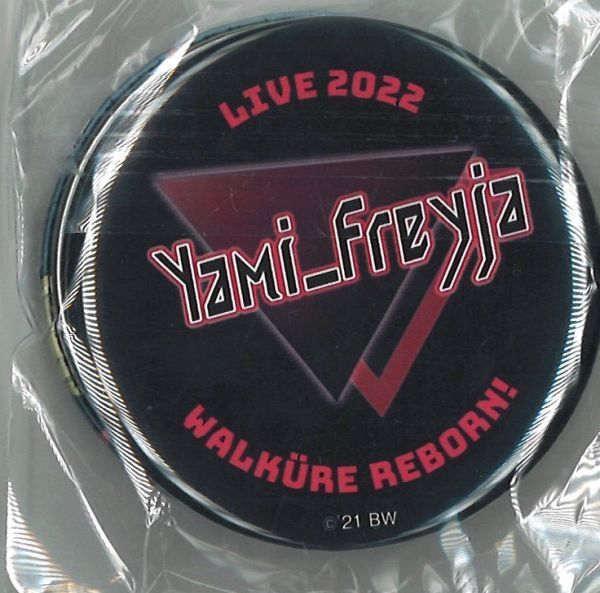 LIVE 2022
Yami_freyja
WALKÜRE REBORN!
©'21 BW